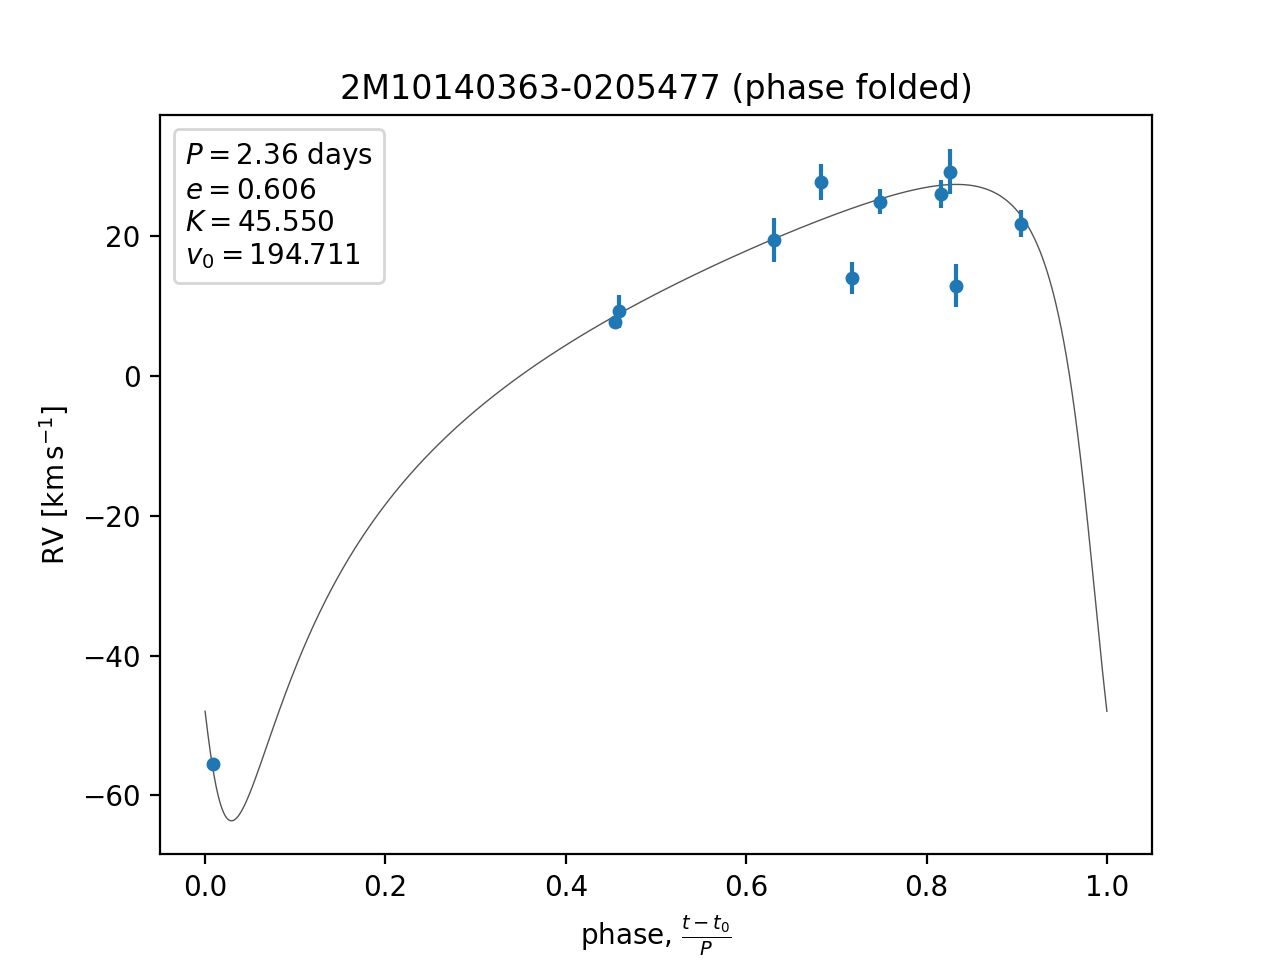 2M10140363-0205477 (phase folded)
P = 2.36 days
e = 0.606
K = 45.550
v₀ = 194.711
RV [km s⁻¹]
20
0
−20
−40
−60
0.0 0.2 0.4 0.6 0.8 1.0
phase, (t − t₀)/P